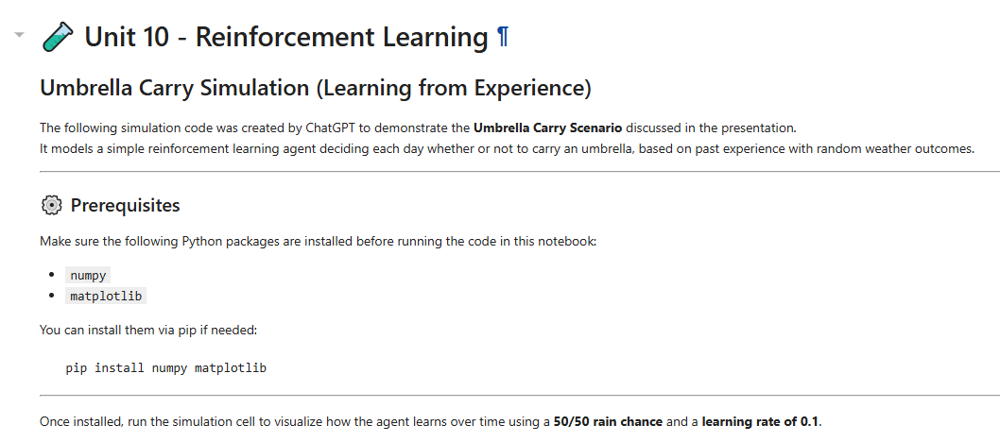 Unit 10 - Reinforcement Learning ¶
Umbrella Carry Simulation (Learning from Experience)
The following simulation code was created by ChatGPT to demonstrate the Umbrella Carry Scenario discussed in the presentation.
It models a simple reinforcement learning agent deciding each day whether or not to carry an umbrella, based on past experience with random weather outcomes.
Prerequisites
Make sure the following Python packages are installed before running the code in this notebook:
numpy
matplotlib
You can install them via pip if needed:
pip install numpy matplotlib
Once installed, run the simulation cell to visualize how the agent learns over time using a 50/50 rain chance and a learning rate of 0.1.